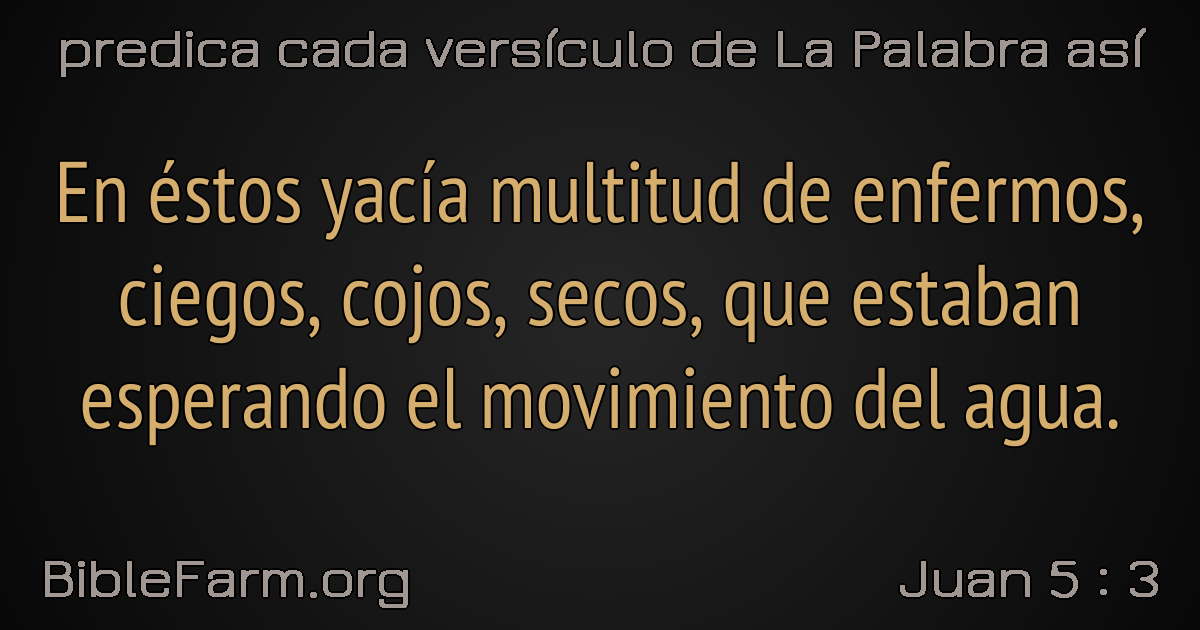 predica cada versículo de La Palabra así
En éstos yacía multitud de enfermos,
ciegos, cojos, secos, que estaban
esperando el movimiento del agua.
BibleFarm.org
Juan 5 : 3